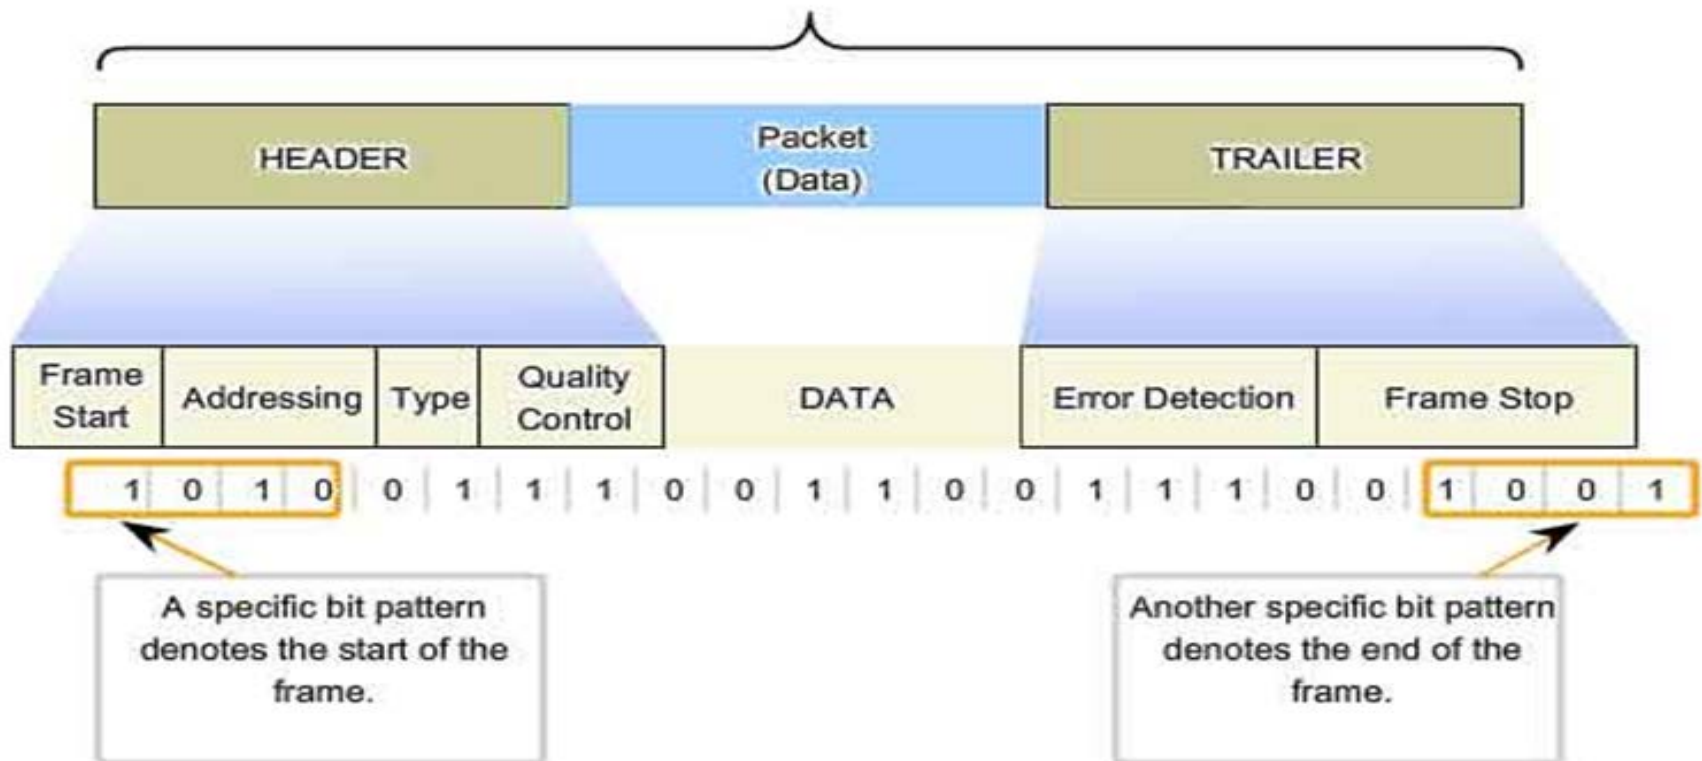 HEADER
Packet
(Data)
TRAILER
Frame
Start
Addressing
Type
Quality
Control
DATA
Error Detection
Frame Stop
1 0 1 0 0 1 1 1 0 0 1 1 0 0 1 1 1 0 0 1 0 0 1
A specific bit pattern
denotes the start of the
frame.
Another specific bit pattern
denotes the end of the
frame.